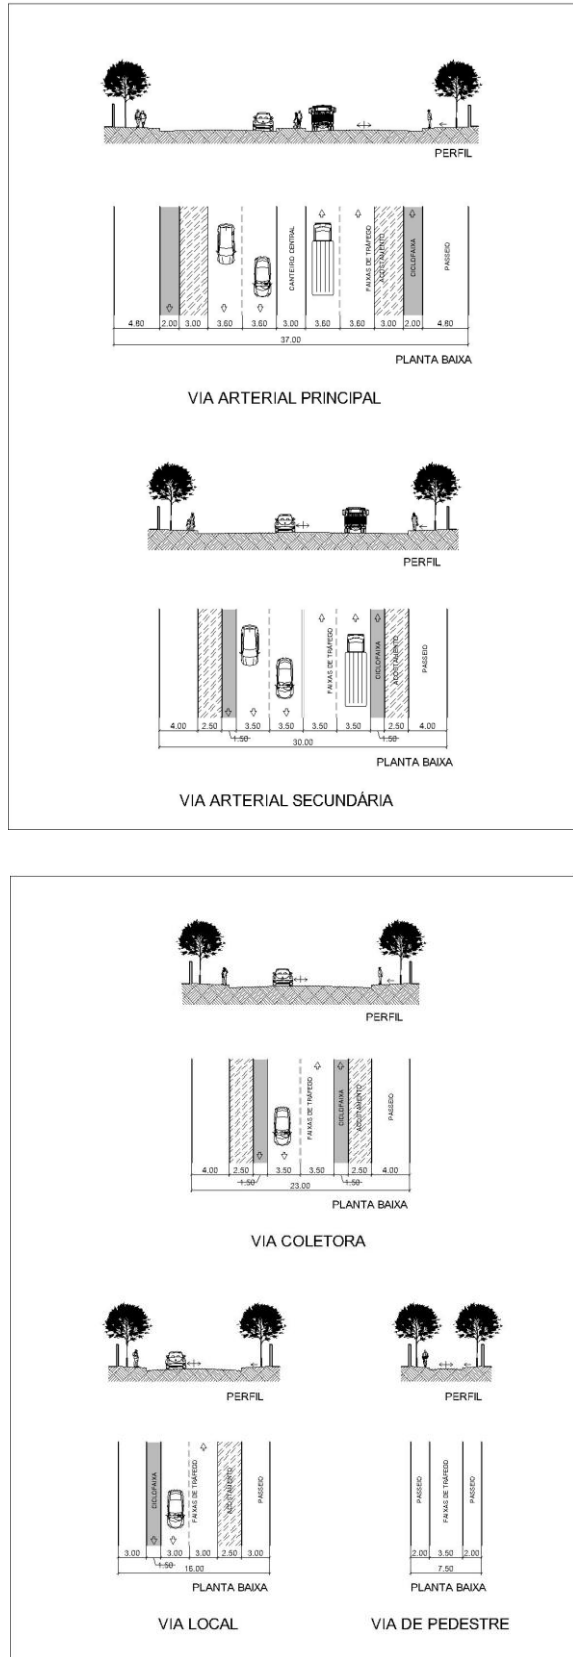 PERFIL
CANTEIRO CENTRAL
FAIXAS DE TRÁFEGO
ACOSTAMENTO
CICLOFAIXA
PASSEIO
4.80 2.00 3.00 3.60 3.60 3.00 3.60 3.60 3.00 2.00 4.80
37.00
PLANTA BAIXA
VIA ARTERIAL PRINCIPAL
PERFIL
FAIXAS DE TRÁFEGO
CICLOFAIXA
ACOSTAMENTO
PASSEIO
4.00 2.50 3.50 3.50 3.50 3.50 2.50 4.00
1.50 1.50
30.00
PLANTA BAIXA
VIA ARTERIAL SECUNDÁRIA
PERFIL
FAIXAS DE TRÁFEGO
CICLOFAIXA
ACOSTAMENTO
PASSEIO
4.00 2.50 3.50 3.50 2.50 4.00
1.50 1.50
23.00
PLANTA BAIXA
VIA COLETORA
PERFIL
CICLOFAIXA
FAIXAS DE TRÁFEGO
ACOSTAMENTO
PASSEIO
3.00 3.00 3.00 2.50 3.00
1.50
16.00
PLANTA BAIXA
VIA LOCAL
PERFIL
PASSEIO
FAIXAS DE TRÁFEGO
PASSEIO
2.00 3.50 2.00
7.50
PLANTA BAIXA
VIA DE PEDESTRE